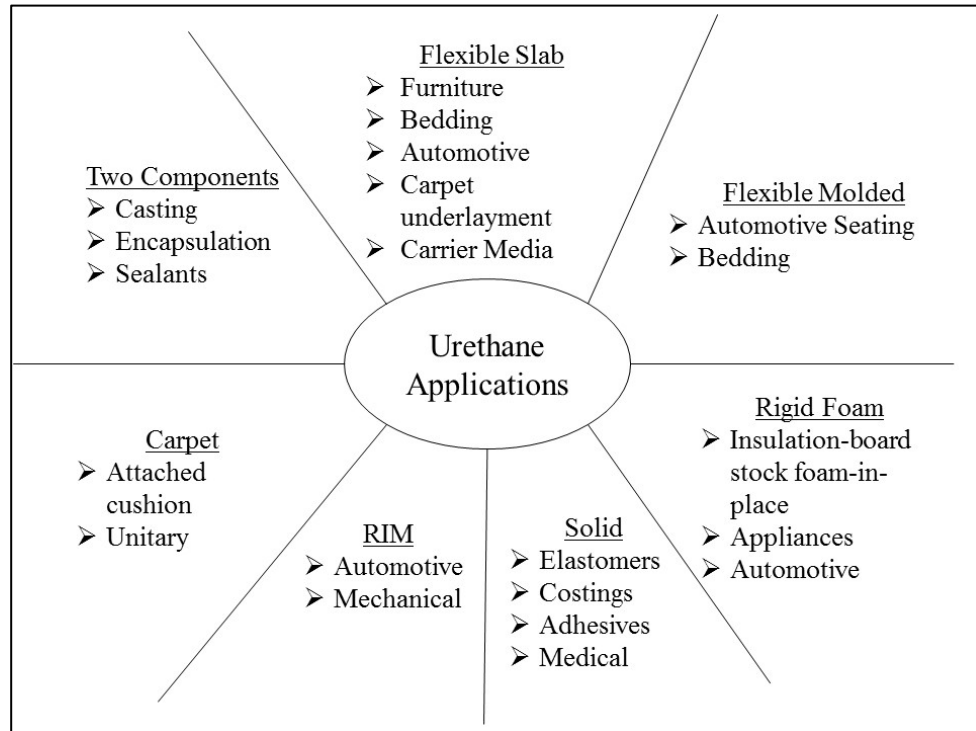 Flexible Slab
➢ Furniture
➢ Bedding
➢ Automotive
➢ Carpet
underlayment
➢ Carrier Media
Two Components
➢ Casting
➢ Encapsulation
➢ Sealants
Flexible Molded
➢ Automotive Seating
➢ Bedding
Urethane
Applications
Carpet
➢ Attached
cushion
➢ Unitary
RIM
➢ Automotive
➢ Mechanical
Solid
➢ Elastomers
➢ Costings
➢ Adhesives
➢ Medical
Rigid Foam
➢ Insulation-board
stock foam-in-
place
➢ Appliances
➢ Automotive